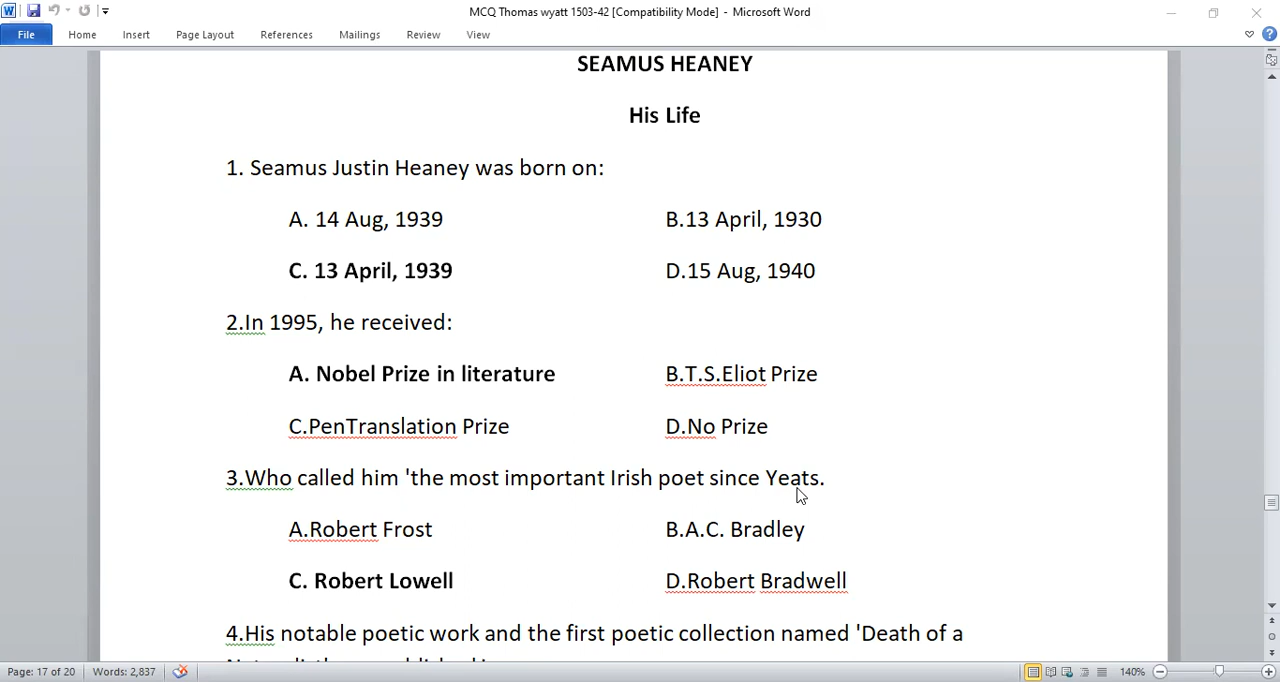 MCQ Thomas wyatt 1503-42 [Compatibility Mode] - Microsoft Word
File Home Insert Page Layout References Mailings Review View
SEAMUS HEANEY
His Life
1. Seamus Justin Heaney was born on:
A. 14 Aug, 1939 B.13 April, 1930
C. 13 April, 1939 D.15 Aug, 1940
2.In 1995, he received:
A. Nobel Prize in literature B.T.S.Eliot Prize
C.PenTranslation Prize D.No Prize
3.Who called him 'the most important Irish poet since Yeats.
A.Robert Frost B.A.C. Bradley
C. Robert Lowell D.Robert Bradwell
4.His notable poetic work and the first poetic collection named 'Death of a
Page: 17 of 20 Words: 2,837 140%